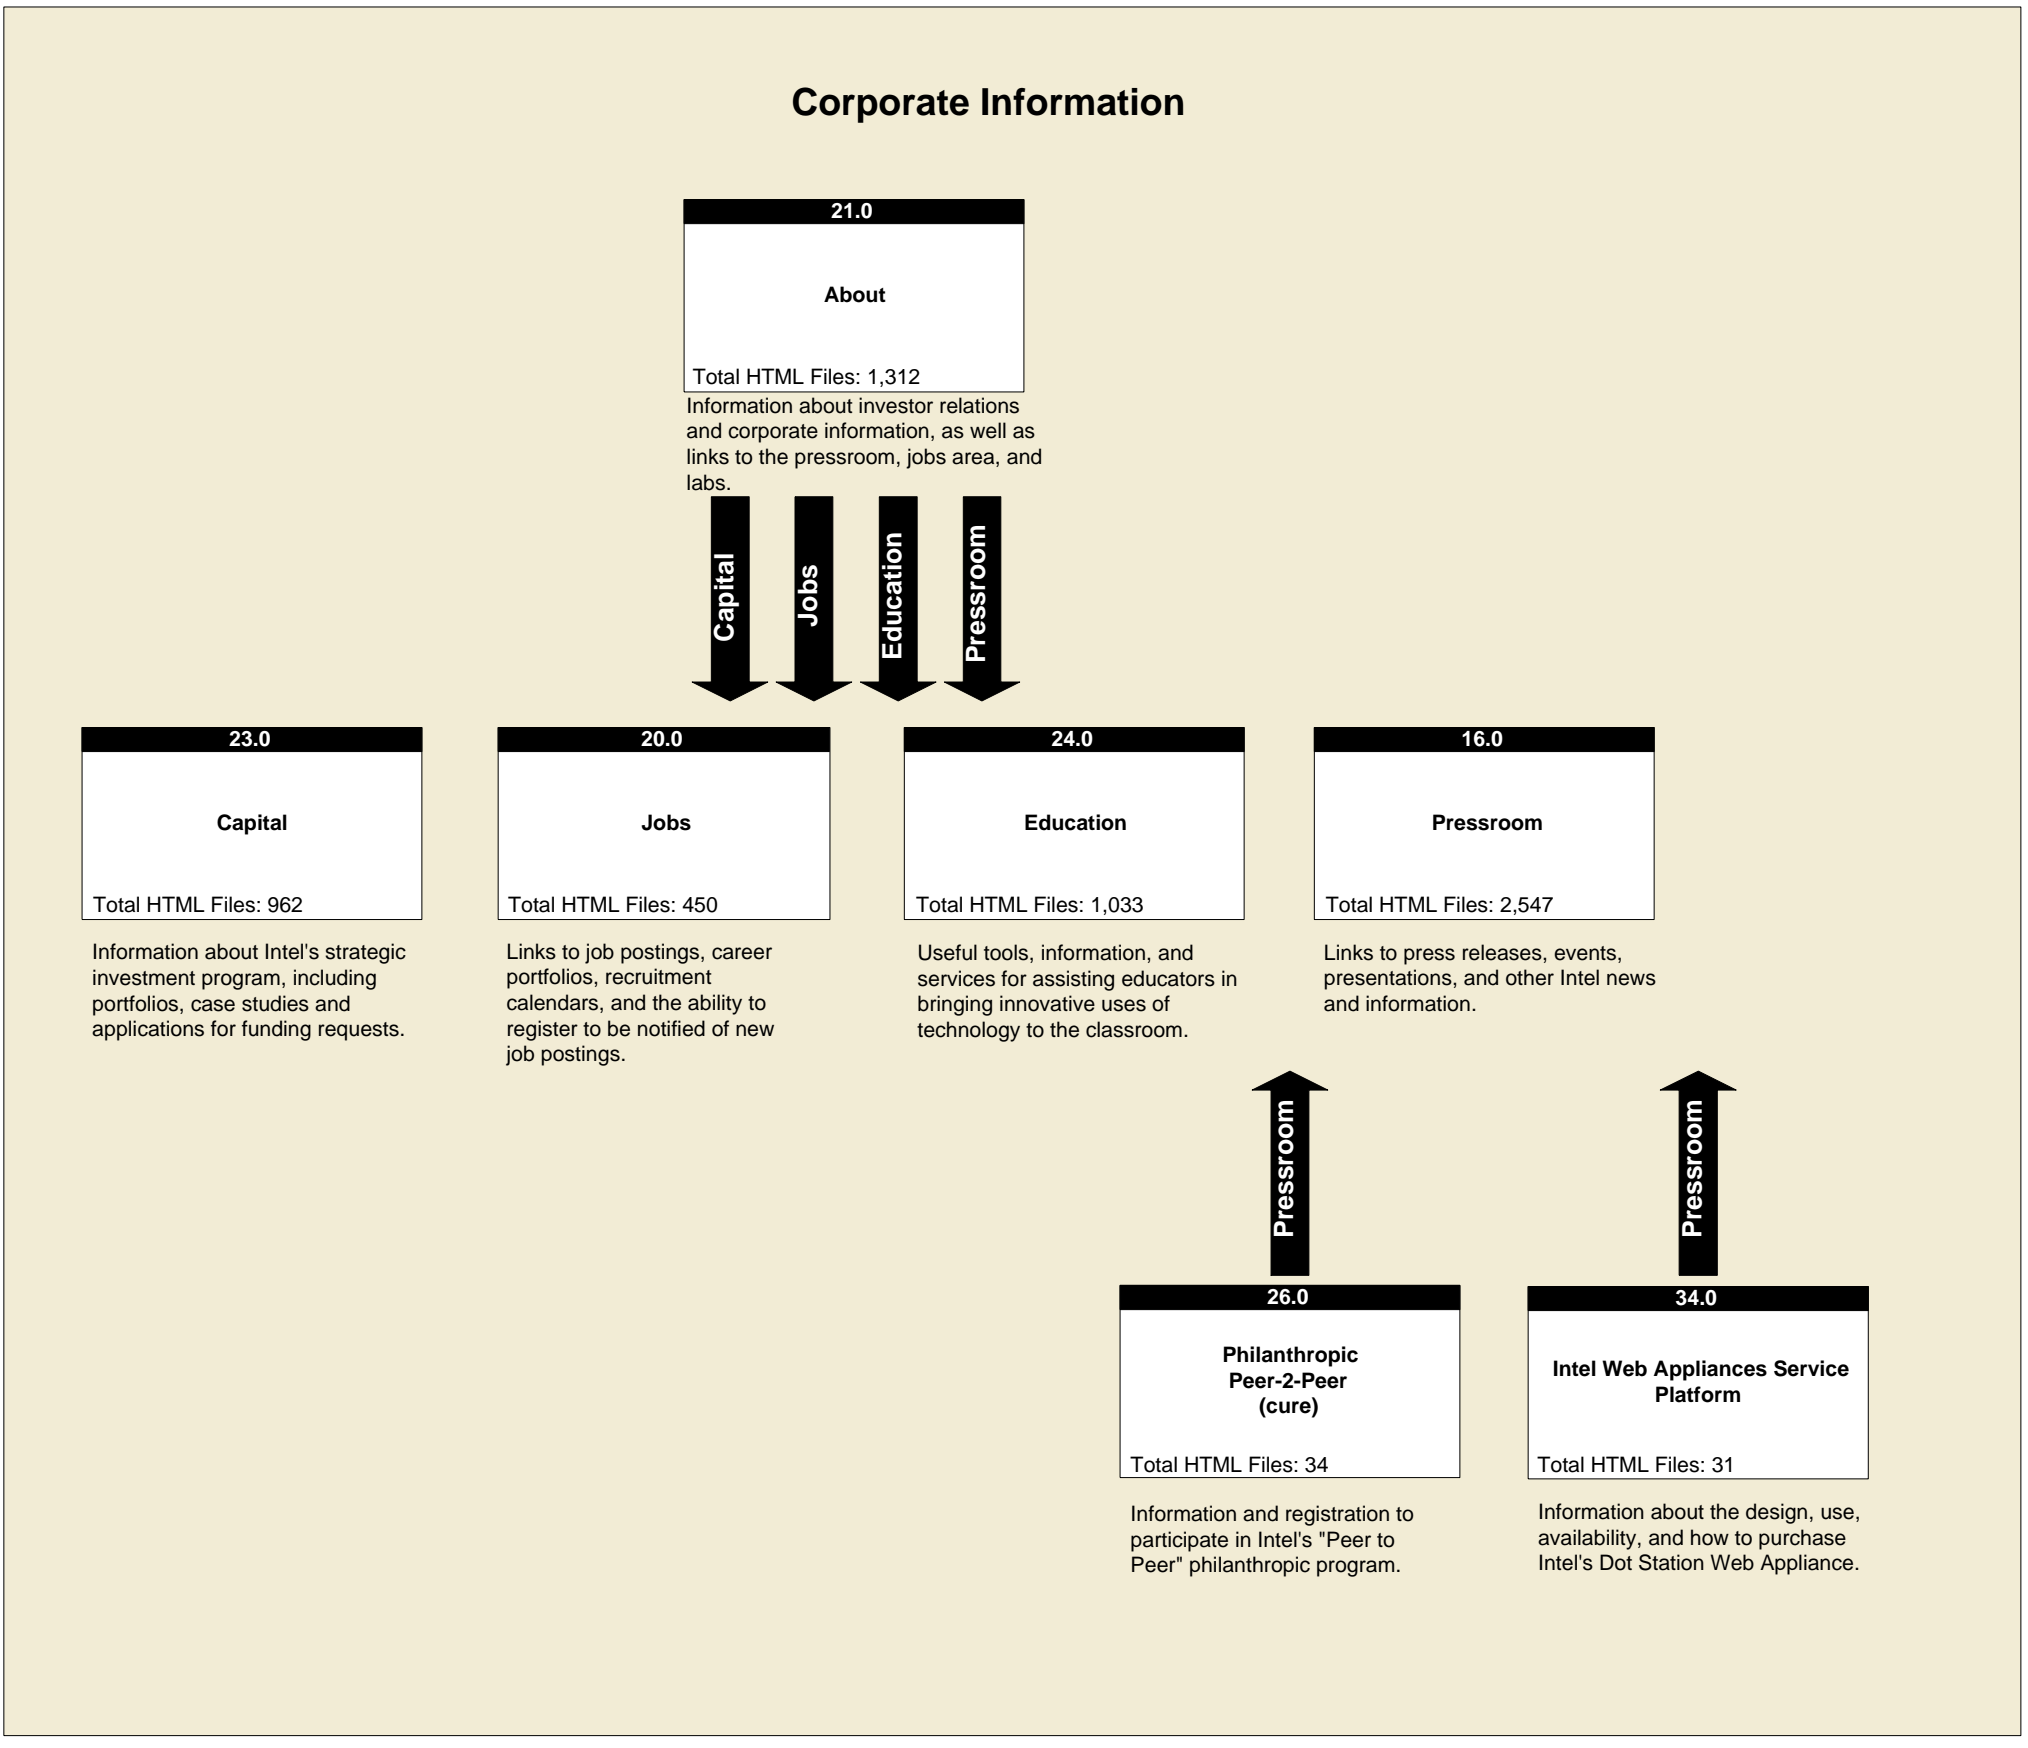 Corporate Information
21.0
About
Total HTML Files: 1,312
Information about investor relations
and corporate information, as well as
links to the pressroom, jobs area, and
labs.
Capital
Jobs
Education
Pressroom
23.0
Capital
Total HTML Files: 962
Information about Intel's strategic
investment program, including
portfolios, case studies and
applications for funding requests.
20.0
Jobs
Total HTML Files: 450
Links to job postings, career
portfolios, recruitment
calendars, and the ability to
register to be notified of new
job postings.
24.0
Education
Total HTML Files: 1,033
Useful tools, information, and
services for assisting educators in
bringing innovative uses of
technology to the classroom.
16.0
Pressroom
Total HTML Files: 2,547
Links to press releases, events,
presentations, and other Intel news
and information.
Pressroom
Pressroom
26.0
Philanthropic
Peer-2-Peer
(cure)
Total HTML Files: 34
Information and registration to
participate in Intel's "Peer to
Peer" philanthropic program.
34.0
Intel Web Appliances Service
Platform
Total HTML Files: 31
Information about the design, use,
availability, and how to purchase
Intel's Dot Station Web Appliance.